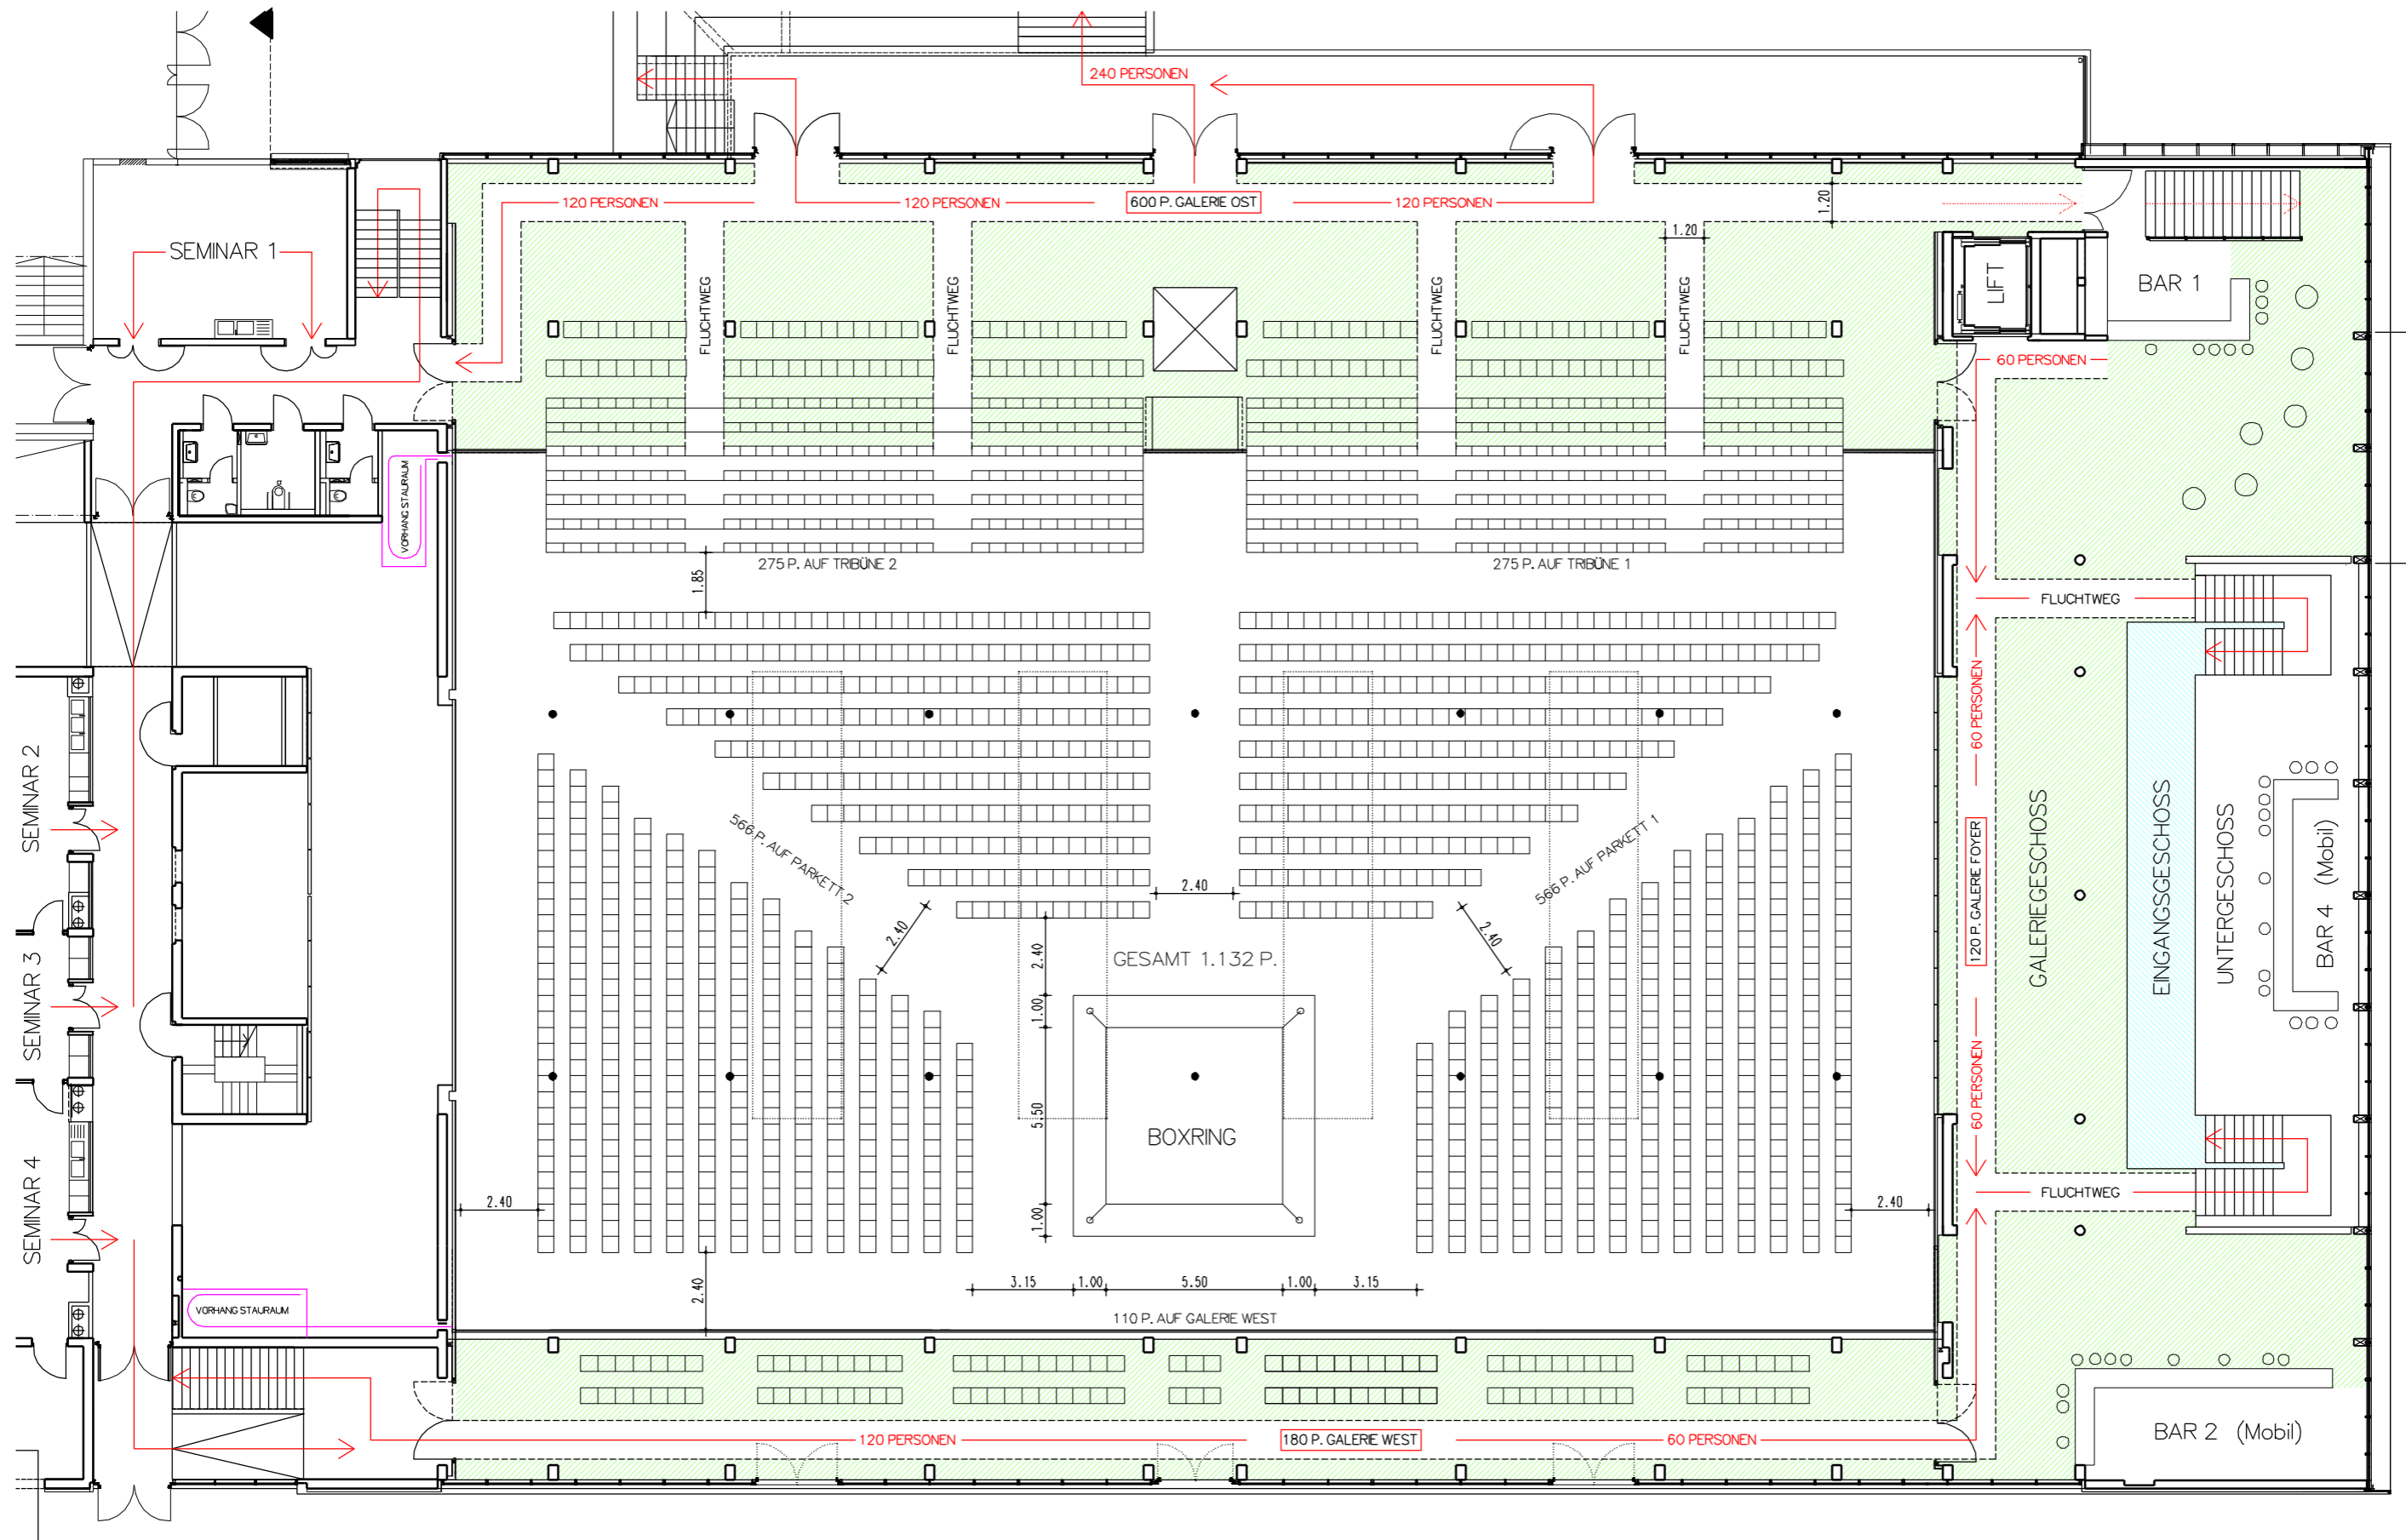 240 PERSONEN
120 PERSONEN
120 PERSONEN
600 P. GALERIE OST
120 PERSONEN
1.20
1.20
SEMINAR 1
FLUCHTWEG
FLUCHTWEG
FLUCHTWEG
FLUCHTWEG
LIFT
BAR 1
60 PERSONEN
VORHANG STAURAUM
275 P. AUF TRIBÜNE 2
275 P. AUF TRIBÜNE 1
1.85
FLUCHTWEG
60 PERSONEN
SEMINAR 2
566 P. AUF PARKETT 2
566 P. AUF PARKETT 1
120 P. GALERIE FOYER
GALERIEGESCHOSS
EINGANGSGESCHOSS
UNTERGESCHOSS
BAR 4 (Mobil)
2.40
2.40
2.40
2.40
GESAMT 1.132 P.
SEMINAR 3
1.00
5.50
1.00
BOXRING
60 PERSONEN
SEMINAR 4
2.40
2.40
FLUCHTWEG
2.40
3.15
1.00
5.50
1.00
3.15
VORHANG STAURAUM
110 P. AUF GALERIE WEST
120 PERSONEN
180 P. GALERIE WEST
60 PERSONEN
BAR 2 (Mobil)